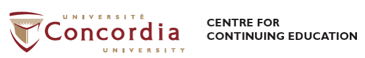 UNIVERSITÉ
Concordia
UNIVERSITY
CENTRE FOR
CONTINUING EDUCATION